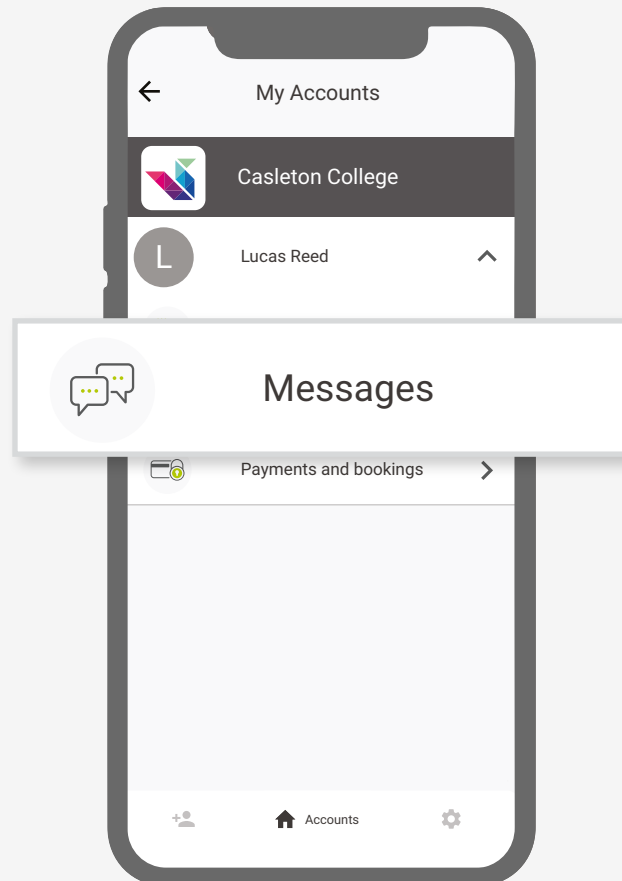 My Accounts
Casleton College
L
Lucas Reed
Messages
Payments and bookings
Accounts